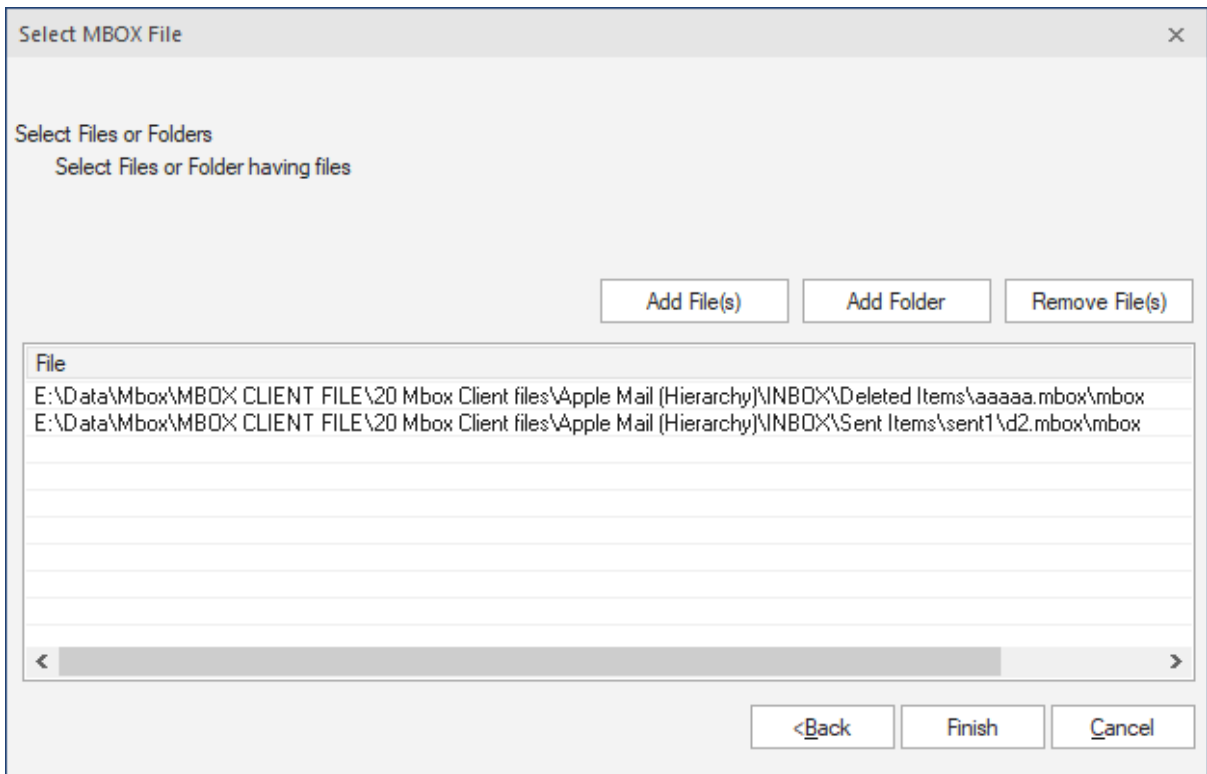 Select MBOX File
Select Files or Folders
Select Files or Folder having files
Add File(s) Add Folder Remove File(s)
File
E:\Data\Mbox\MBOX CLIENT FILE\20 Mbox Client files\Apple Mail (Hierarchy)\INBOX\Deleted Items\aaaaa.mbox\mbox
E:\Data\Mbox\MBOX CLIENT FILE\20 Mbox Client files\Apple Mail (Hierarchy)\INBOX\Sent Items\sent1\d2.mbox\mbox
<Back Finish Cancel